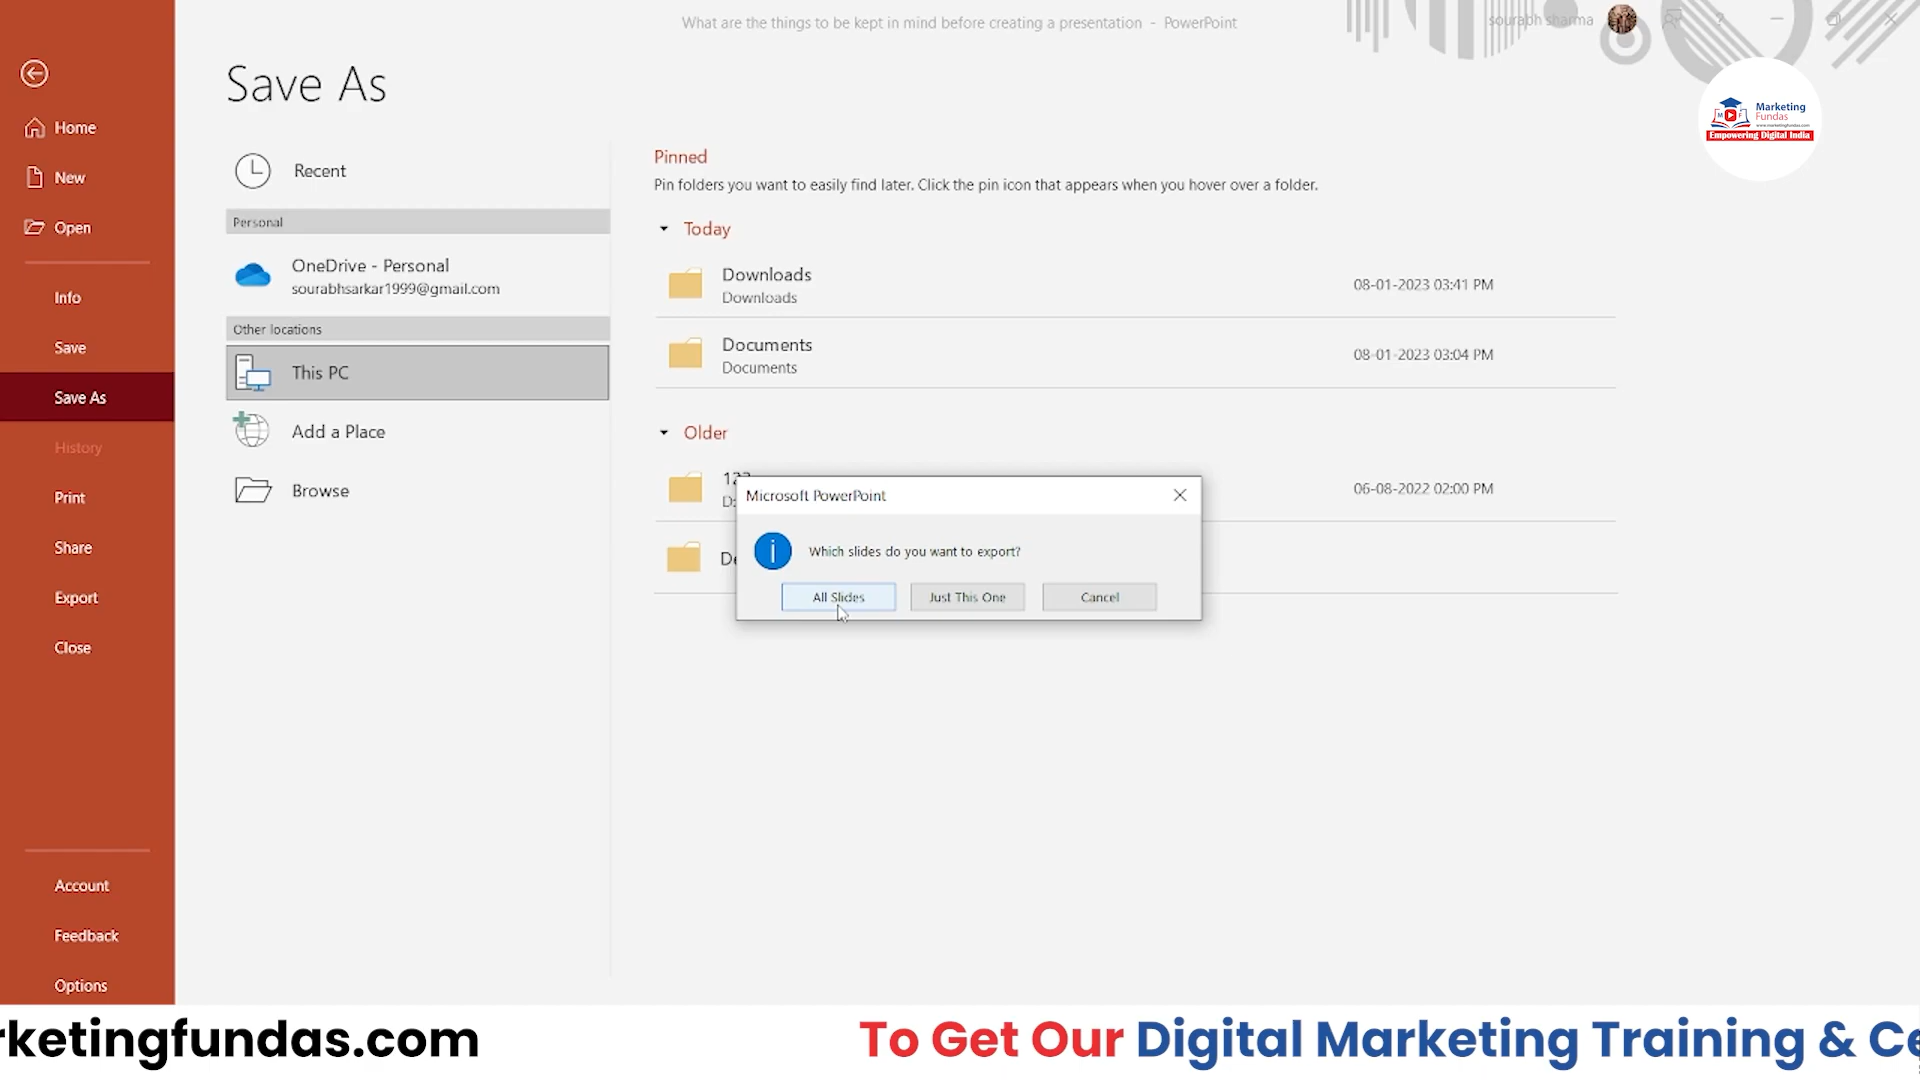 What are the things to be kept in mind before creating a presentation - PowerPoint
sourabh sharma
Save As
Home
New
Open
Info
Save
Save As
History
Print
Share
Export
Close
Account
Feedback
Options
Recent
Personal
OneDrive - Personal
sourabhsarkar1999@gmail.com
Other locations
This PC
Add a Place
Browse
Pinned
Pin folders you want to easily find later. Click the pin icon that appears when you hover over a folder.
Today
Downloads
Downloads
08-01-2023 03:41 PM
Documents
Documents
08-01-2023 03:04 PM
Older
06-08-2022 02:00 PM
Microsoft PowerPoint
Which slides do you want to export?
All Slides
Just This One
Cancel
Marketing
Fundas
www.marketingfundas.com
Empowering Digital India
rketingfundas.com
To Get Our Digital Marketing Training & Ce